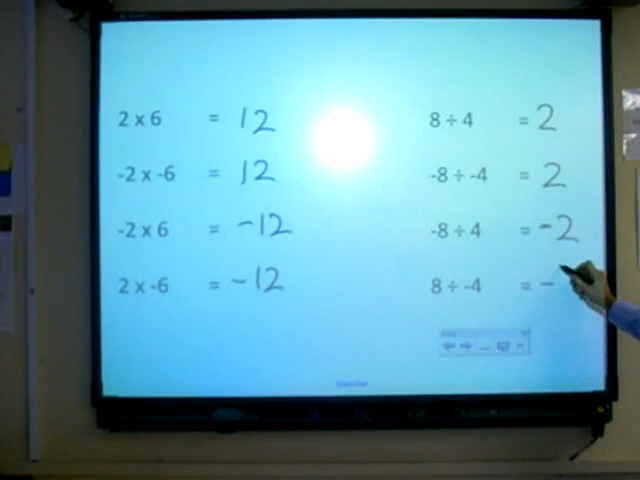 2 x 6 = 12
-2 x -6 = 12
-2 x 6 = -12
2 x -6 = -12
8 ÷ 4 = 2
-8 ÷ -4 = 2
-8 ÷ 4 = -2
8 ÷ -4 = -